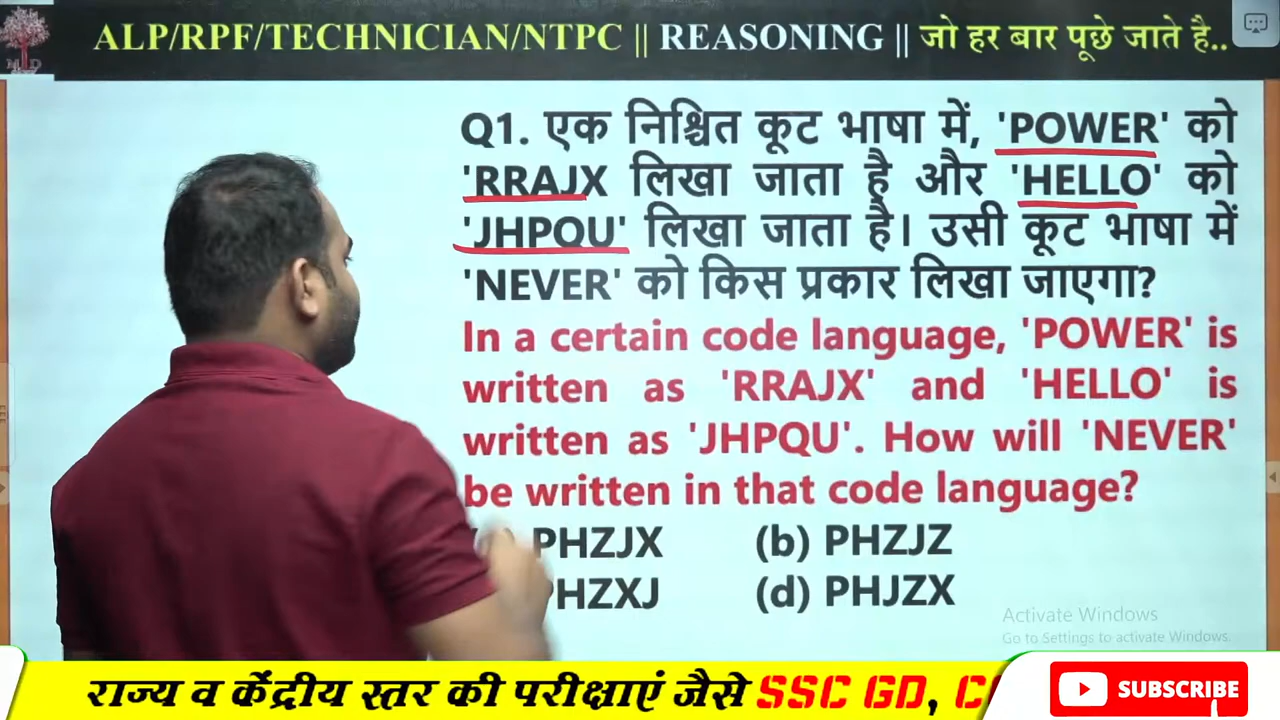 ALP/RPF/TECHNICIAN/NTPC || REASONING || जो हर बार पूछे जाते है..
Q1. एक निश्चित कूट भाषा में, 'POWER' को
'RRAJX लिखा जाता है और 'HELLO' को
'JHPQU' लिखा जाता है। उसी कूट भाषा में
'NEVER' को किस प्रकार लिखा जाएगा?
In a certain code language, 'POWER' is
written as 'RRAJX' and 'HELLO' is
written as 'JHPQU'. How will 'NEVER'
be written in that code language?
PHZJX (b) PHZJZ
PHZXJ (d) PHJZX
Activate Windows
Go to Settings to activate Windows.
राज्य व केंद्रीय स्तर की परीक्षाएं जैसे SSC GD,
SUBSCRIBE